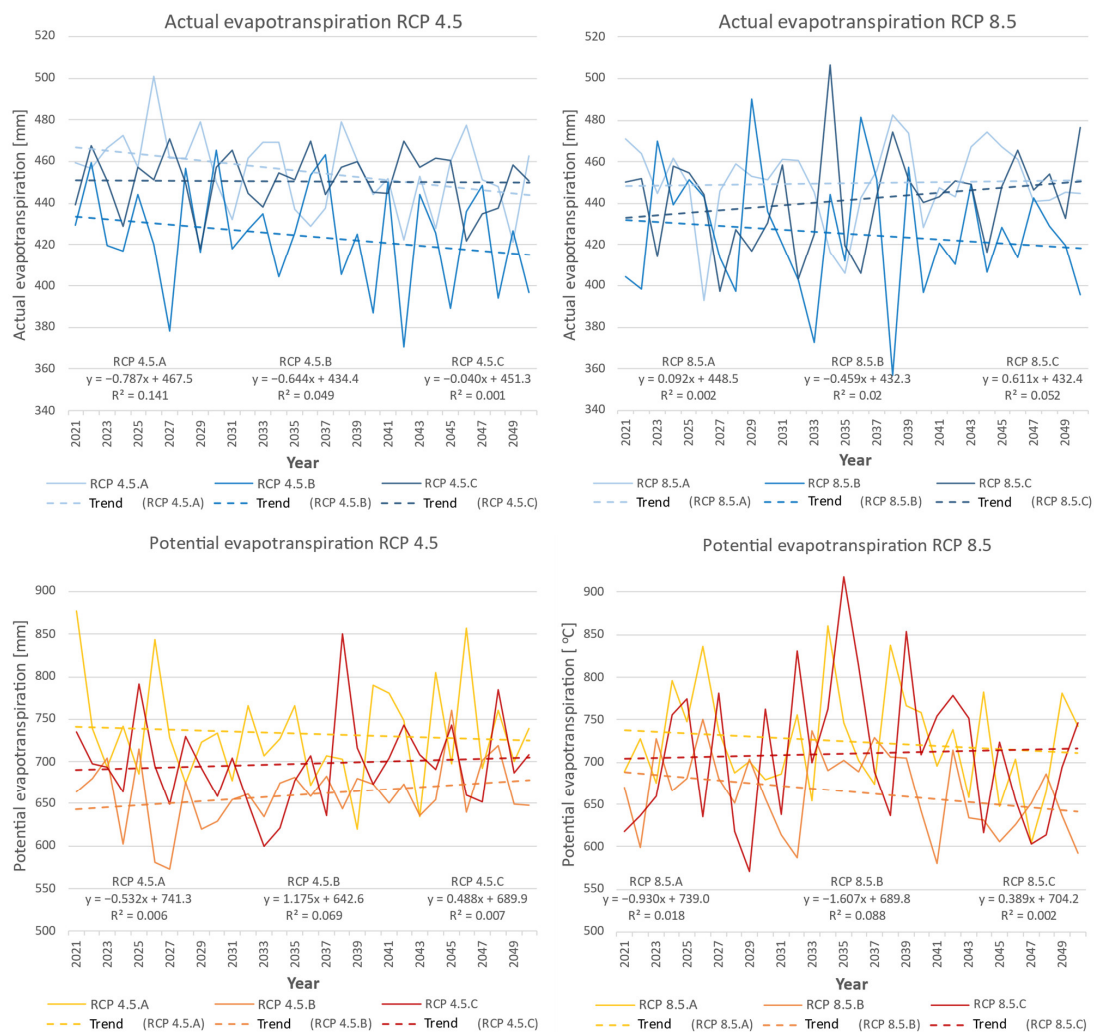 Actual evapotranspiration RCP 4.5
Actual evapotranspiration [mm]
520
500
480
460
440
420
400
380
360
340
RCP 4.5.A
y = −0.787x + 467.5
R² = 0.141
RCP 4.5.B
y = −0.644x + 434.4
R² = 0.049
RCP 4.5.C
y = −0.040x + 451.3
R² = 0.001
2021 2023 2024 2025 2027 2029 2031 2033 2035 2037 2039 2041 2043 2045 2047 2049
Year
RCP 4.5.A RCP 4.5.B RCP 4.5.C
Trend (RCP 4.5.A) Trend (RCP 4.5.B) Trend (RCP 4.5.C)
Actual evapotranspiration RCP 8.5
Actual evapotranspiration [mm]
520
500
480
460
440
420
400
380
360
340
RCP 8.5.A
y = 0.092x + 448.5
R² = 0.002
RCP 8.5.B
y = −0.459x + 432.3
R² = 0.02
RCP 8.5.C
y = 0.611x + 432.4
R² = 0.052
2021 2023 2025 2027 2029 2031 2033 2035 2037 2039 2041 2043 2045 2047 2049
Year
RCP 8.5.A RCP 8.5.B RCP 8.5.C
Trend (RCP 8.5.A) Trend (RCP 8.5.B) Trend (RCP 8.5.C)
Potential evapotranspiration RCP 4.5
Potential evapotranspiration [mm]
900
850
800
750
700
650
600
550
500
RCP 4.5.A
y = −0.532x + 741.3
R² = 0.006
RCP 4.5.B
y = 1.175x + 642.6
R² = 0.069
RCP 4.5.C
y = 0.488x + 689.9
R² = 0.007
2021 2023 2025 2027 2029 2031 2033 2035 2037 2039 2041 2043 2045 2047 2049
Year
RCP 4.5.A RCP 4.5.B RCP 4.5.C
Trend (RCP 4.5.A) Trend (RCP 4.5.B) Trend (RCP 4.5.C)
Potential evapotranspiration RCP 8.5
Potential evapotranspiration [ °C]
900
850
800
750
700
650
600
550
500
RCP 8.5.A
y = −0.930x + 739.0
R² = 0.018
RCP 8.5.B
y = −1.607x + 689.8
R² = 0.088
RCP 8.5.C
y = 0.389x + 704.2
R² = 0.002
2021 2023 2025 2027 2029 2031 2033 2035 2037 2039 2041 2043 2045 2047 2049
Year
RCP 8.5.A RCP 8.5.B RCP 8.5.C
Trend (RCP 8.5.A) Trend (RCP 8.5.B) Trend (RCP 8.5.C)